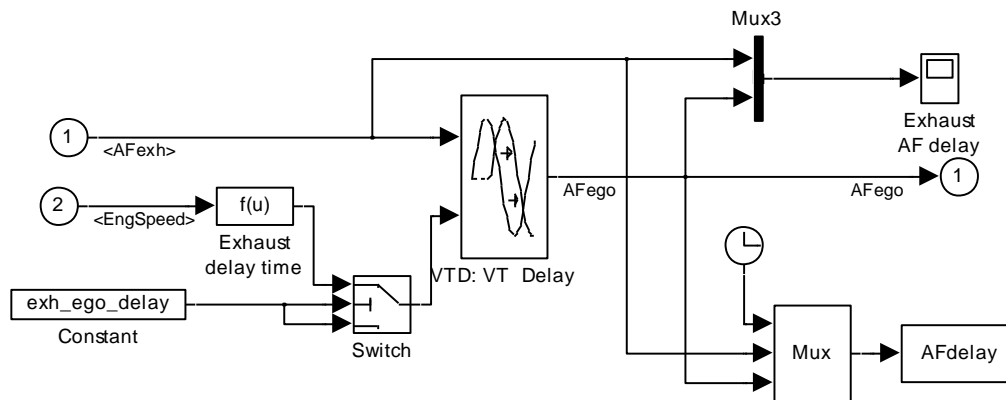 Mux3
Exhaust
AF delay
1
<AFexh>
2
<EngSpeed>
f(u)
Exhaust
delay time
AFego
AFego
1
VTD: VT Delay
exh_ego_delay
Constant
Switch
Mux
AFdelay